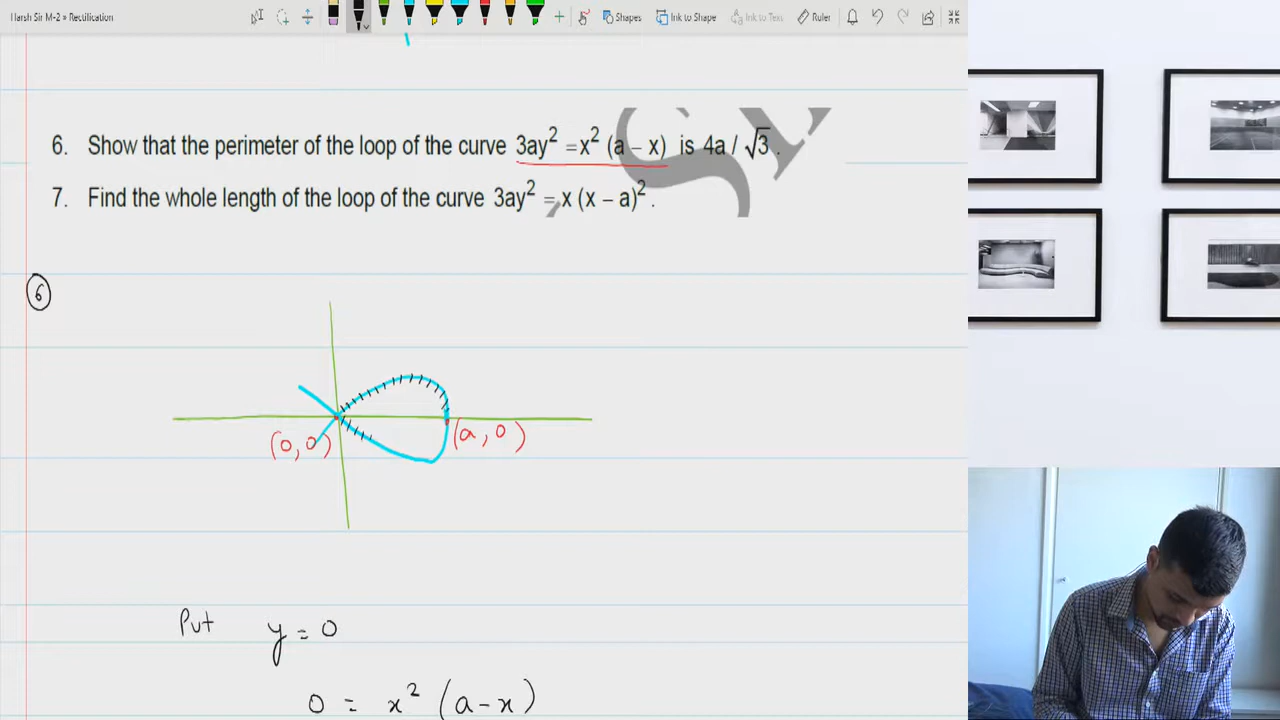 Harsh Sir M-2 » Rectification
Shapes
Ink to Shape
Ink to Text
Ruler
6. Show that the perimeter of the loop of the curve 3ay² = x² (a – x) is 4a / √3 .
7. Find the whole length of the loop of the curve 3ay² = x (x – a)² .
6
(0, 0)
(a, 0)
Put y = 0
0 = x² (a-x)